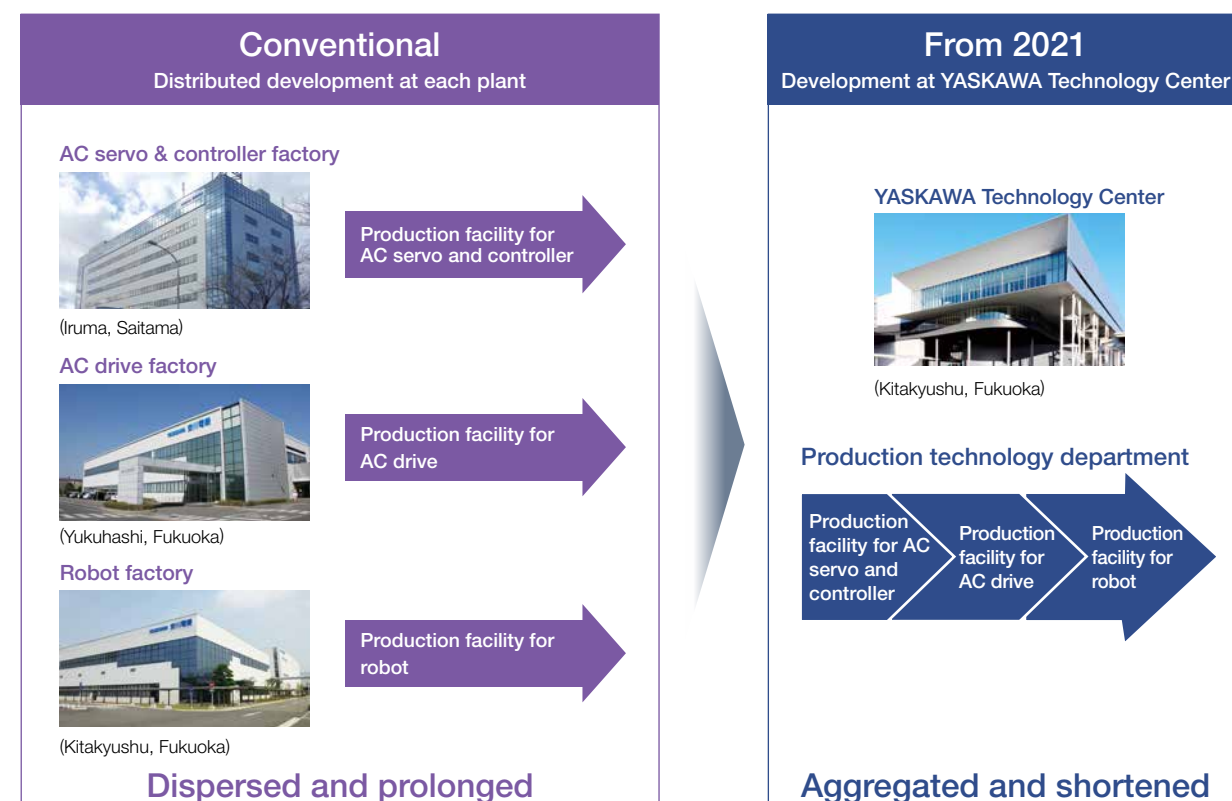 Conventional
Distributed development at each plant
AC servo & controller factory
Production facility for
AC servo and controller
(Iruma, Saitama)
AC drive factory
Production facility for
AC drive
(Yukuhashi, Fukuoka)
Robot factory
Production facility for
robot
(Kitakyushu, Fukuoka)
Dispersed and prolonged
From 2021
Development at YASKAWA Technology Center
YASKAWA Technology Center
(Kitakyushu, Fukuoka)
Production technology department
Production
facility for AC
servo and
controller
Production
facility for
AC drive
Production
facility for
robot
Aggregated and shortened